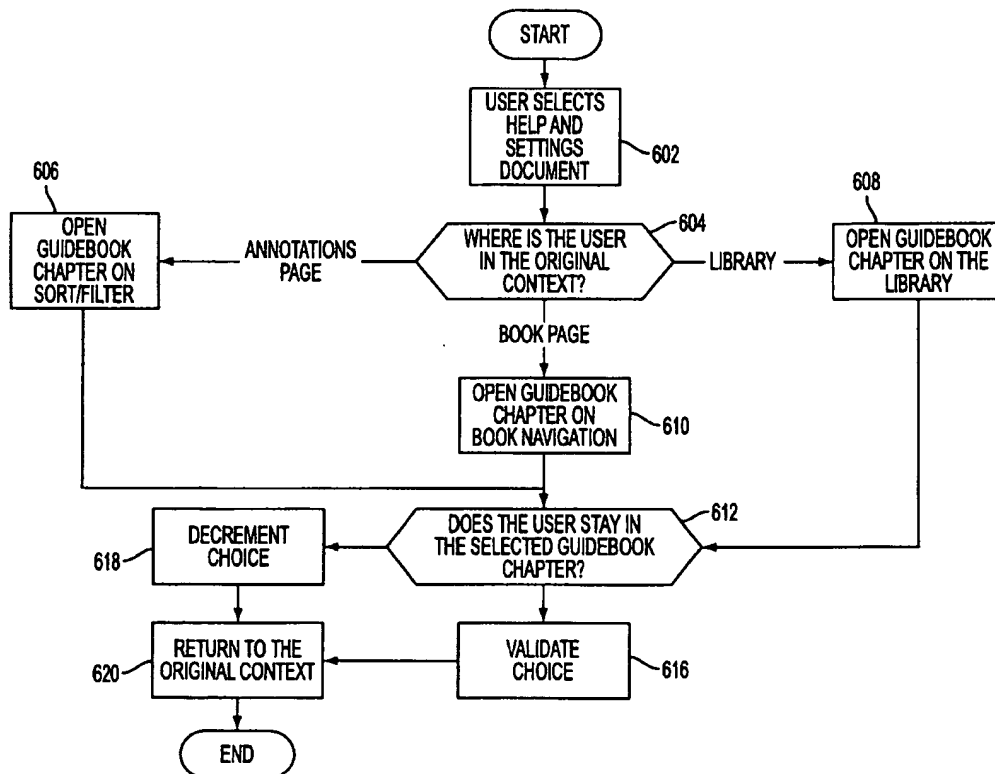 START
USER SELECTS
HELP AND
SETTINGS
DOCUMENT
602
606
OPEN
GUIDEBOOK
CHAPTER ON
SORT/FILTER
ANNOTATIONS
PAGE
WHERE IS THE USER
IN THE ORIGINAL
CONTEXT?
604
LIBRARY
608
OPEN GUIDEBOOK
CHAPTER ON THE
LIBRARY
BOOK PAGE
OPEN GUIDEBOOK
CHAPTER ON
BOOK NAVIGATION
610
DOES THE USER STAY IN
THE SELECTED GUIDEBOOK
CHAPTER?
612
DECREMENT
CHOICE
618
RETURN TO THE
ORIGINAL CONTEXT
620
VALIDATE
CHOICE
616
END